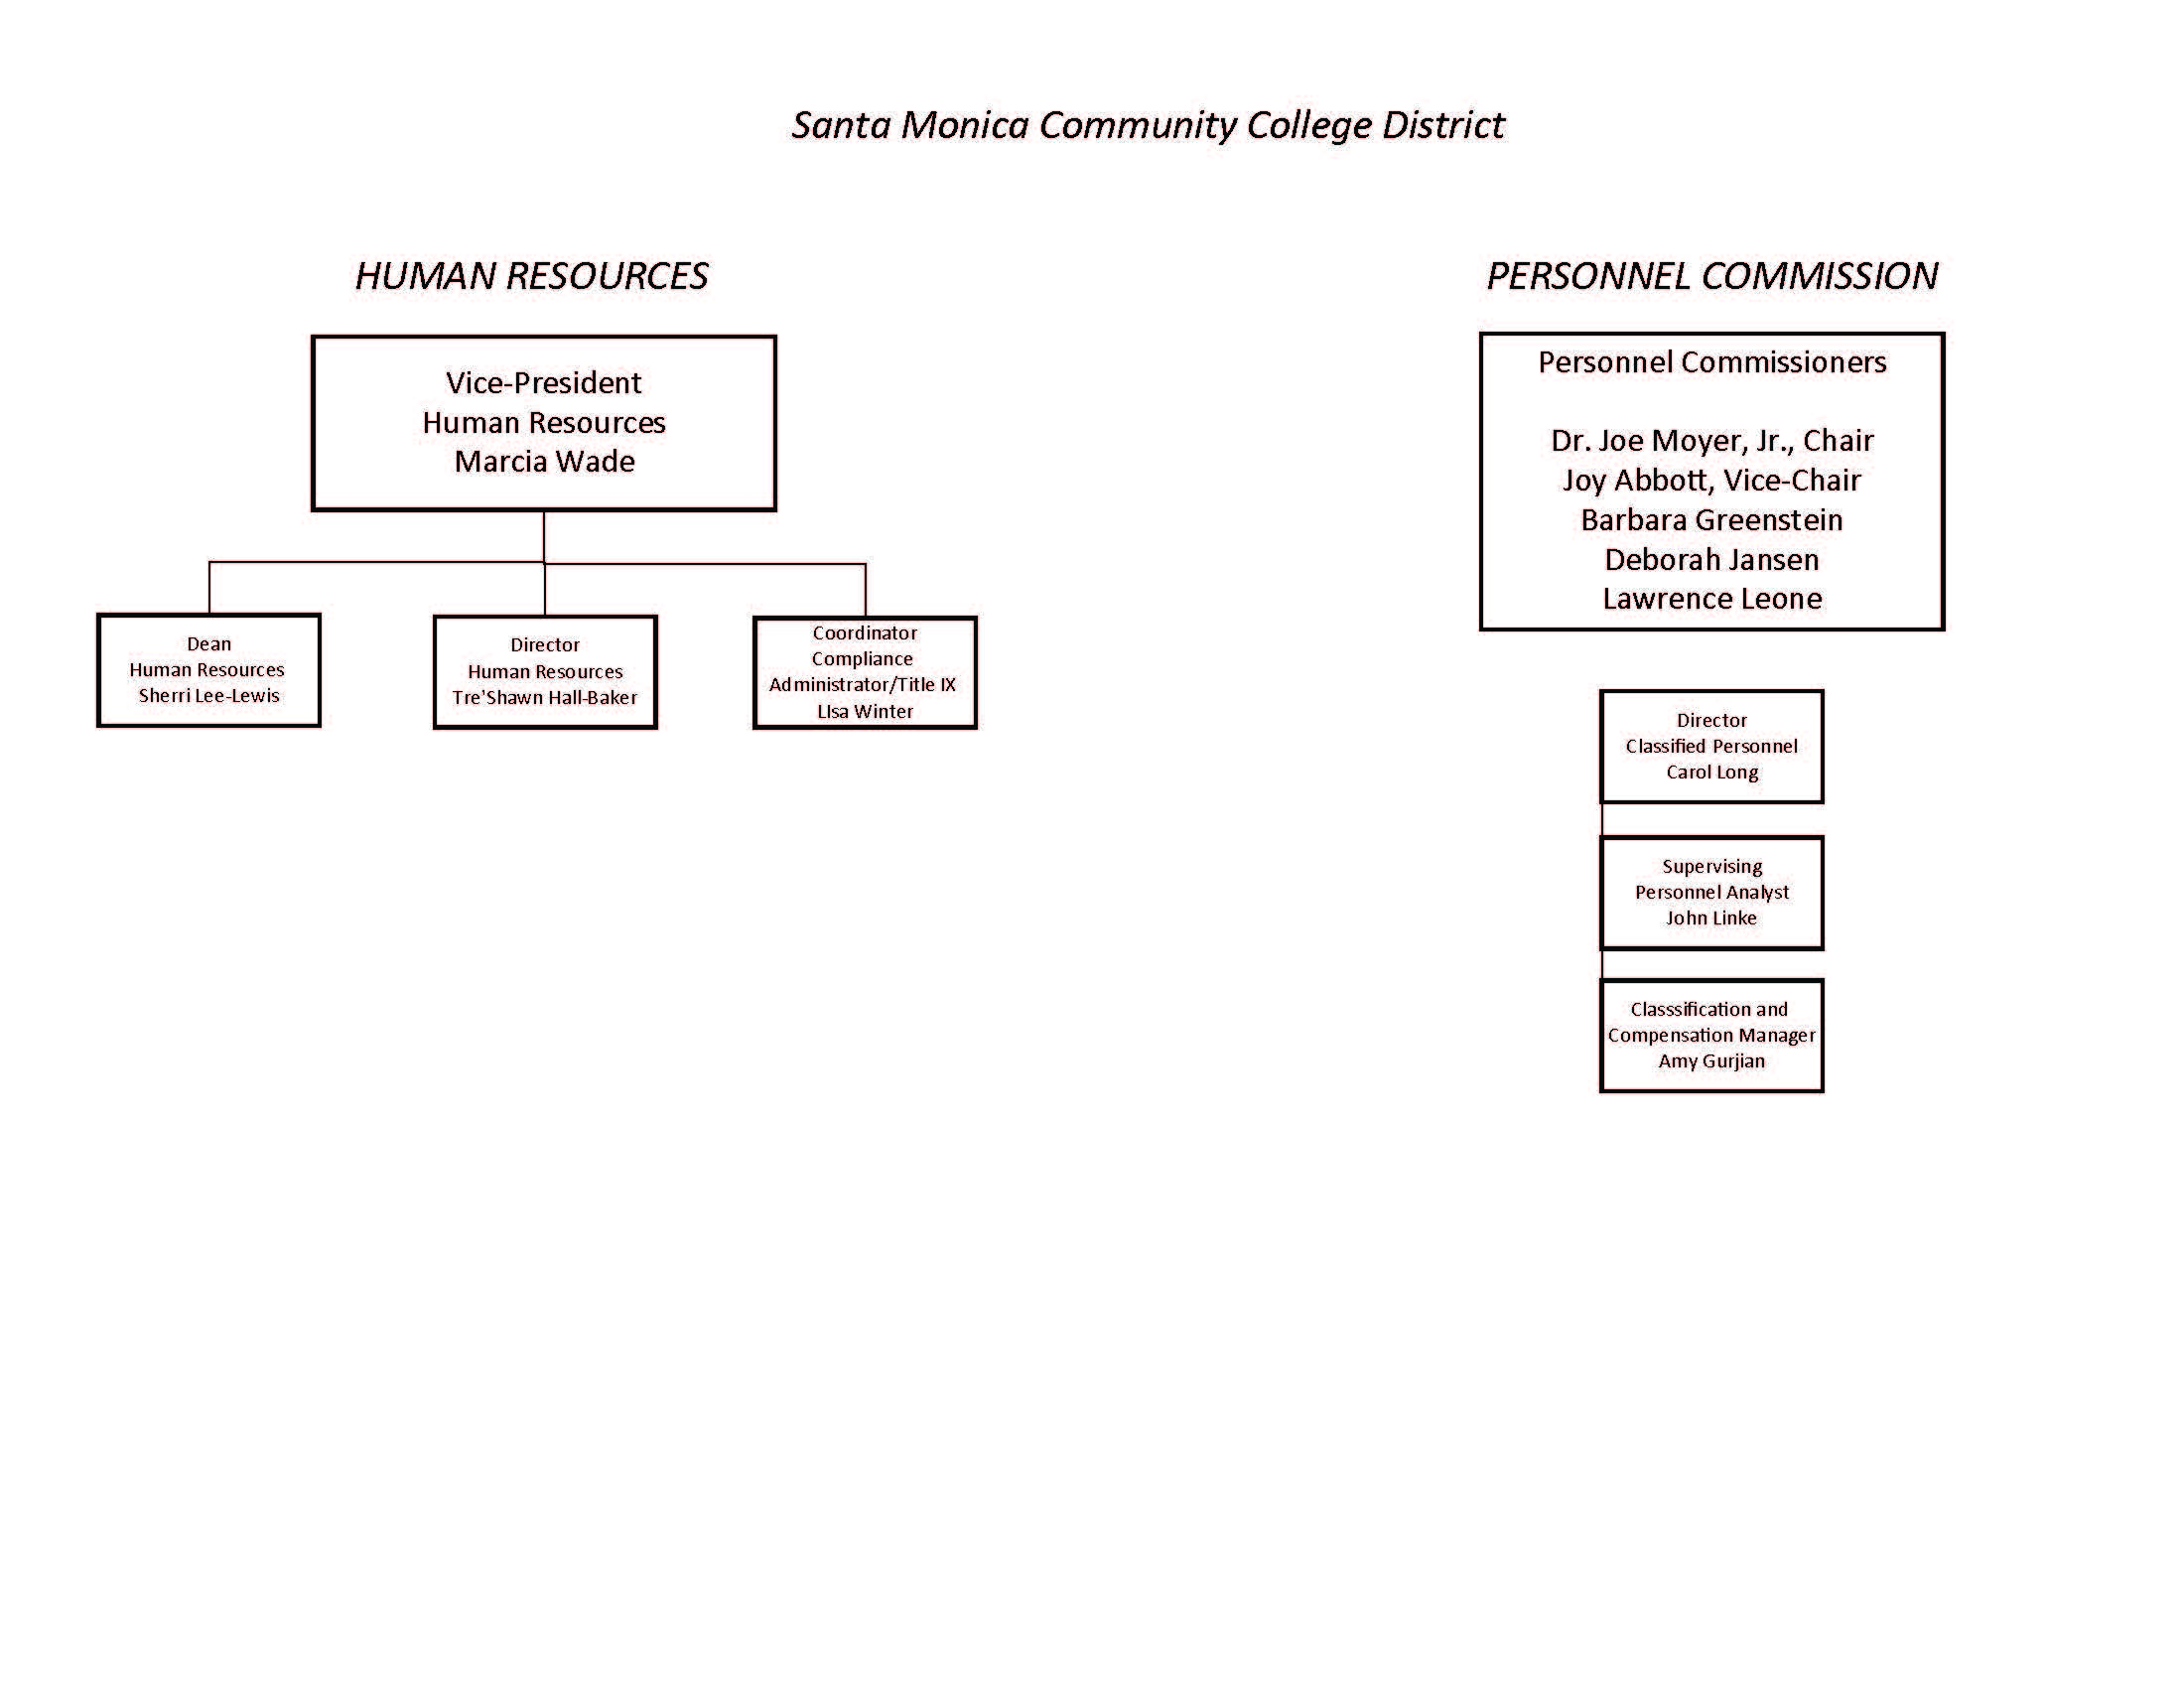 Santa Monica Community College District
HUMAN RESOURCES
Vice-President
Human Resources
Marcia Wade
Dean
Human Resources
Sherri Lee-Lewis
Director
Human Resources
Tre'Shawn Hall-Baker
Coordinator
Compliance
Administrator/Title IX
LIsa Winter
PERSONNEL COMMISSION
Personnel Commissioners
Dr. Joe Moyer, Jr., Chair
Joy Abbott, Vice-Chair
Barbara Greenstein
Deborah Jansen
Lawrence Leone
Director
Classified Personnel
Carol Long
Supervising
Personnel Analyst
John Linke
Classsification and
Compensation Manager
Amy Gurjian